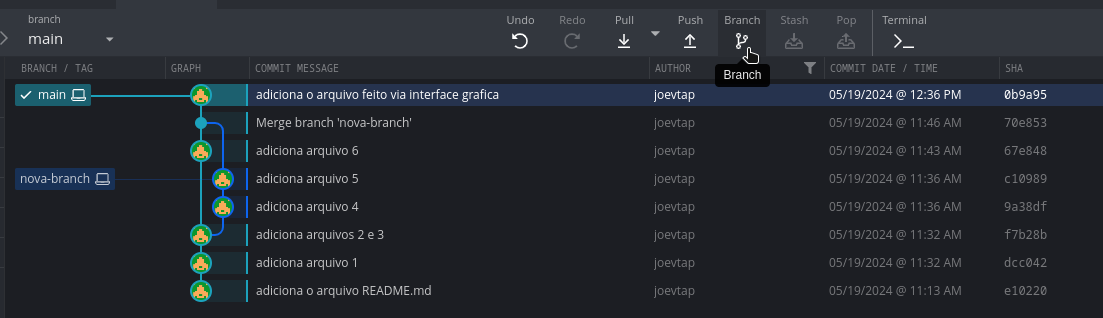 branch
main
Undo Redo Pull Push Branch Stash Pop Terminal
Branch
BRANCH / TAG GRAPH COMMIT MESSAGE AUTHOR COMMIT DATE / TIME SHA
main adiciona o arquivo feito via interface grafica joevtap 05/19/2024 @ 12:36 PM 0b9a95
Merge branch 'nova-branch' joevtap 05/19/2024 @ 11:46 AM 70e853
adiciona arquivo 6 joevtap 05/19/2024 @ 11:43 AM 67e848
nova-branch adiciona arquivo 5 joevtap 05/19/2024 @ 11:36 AM c10989
adiciona arquivo 4 joevtap 05/19/2024 @ 11:36 AM 9a38df
adiciona arquivos 2 e 3 joevtap 05/19/2024 @ 11:32 AM f7b28b
adiciona arquivo 1 joevtap 05/19/2024 @ 11:32 AM dcc042
adiciona o arquivo README.md joevtap 05/19/2024 @ 11:13 AM e10220